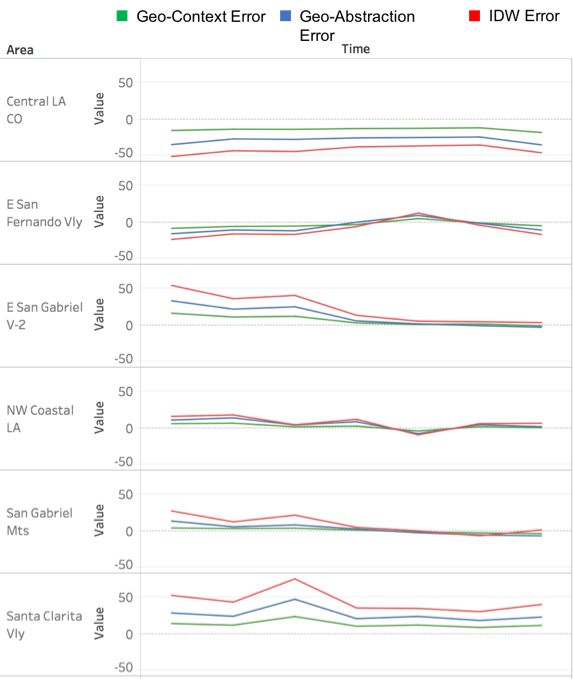 Geo-Context Error
Geo-Abstraction Error
IDW Error
Area
Time
Central LA
CO
Value
50
0
-50
E San
Fernando Vly
Value
50
0
-50
E San Gabriel
V-2
Value
50
0
-50
NW Coastal
LA
Value
50
0
-50
San Gabriel
Mts
Value
50
0
-50
Santa Clarita
Vly
Value
50
0
-50